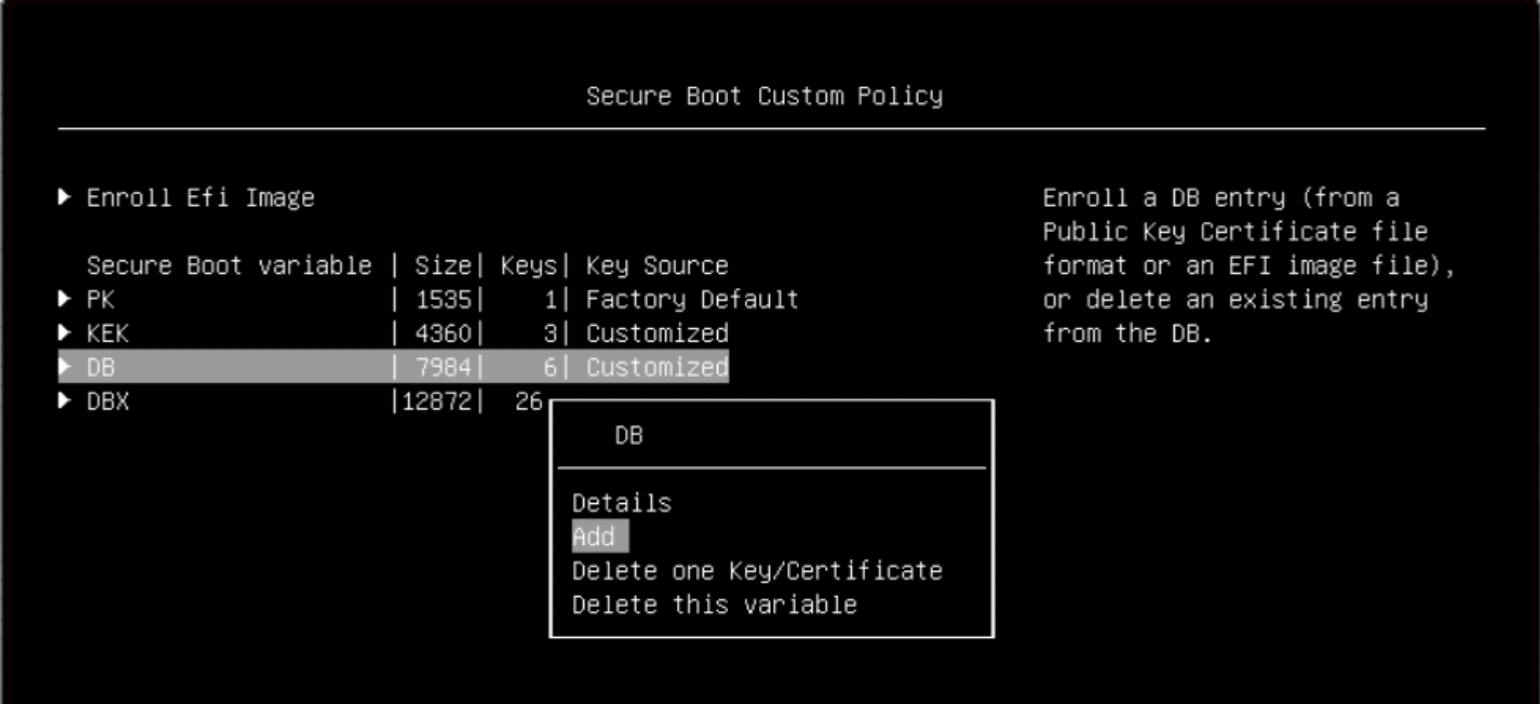 Secure Boot Custom Policy
Enroll Efi Image
Secure Boot variable | Size| Keys| Key Source
PK | 1535| 1| Factory Default
KEK | 4360| 3| Customized
DB | 7984| 6| Customized
DBX |12872| 26
DB
Details
Add
Delete one Key/Certificate
Delete this variable
Enroll a DB entry (from a
Public Key Certificate file
format or an EFI image file),
or delete an existing entry
from the DB.